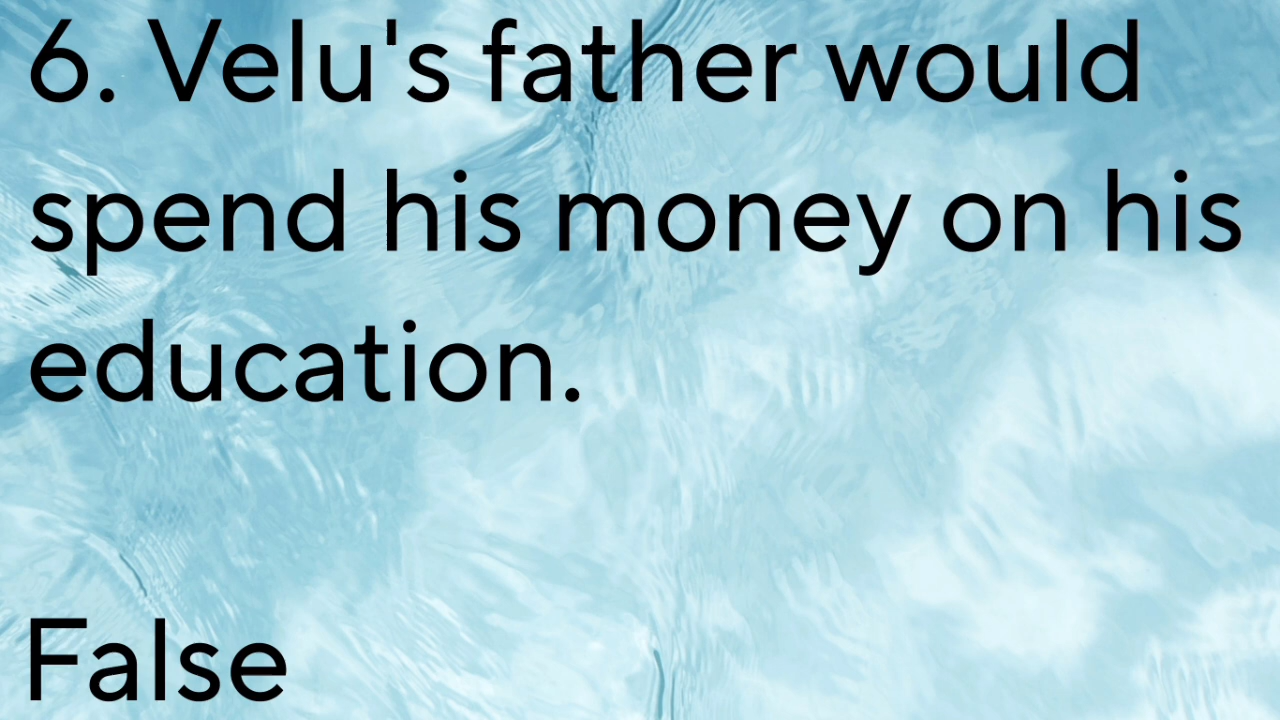 6. Velu's father would
spend his money on his
education.
False